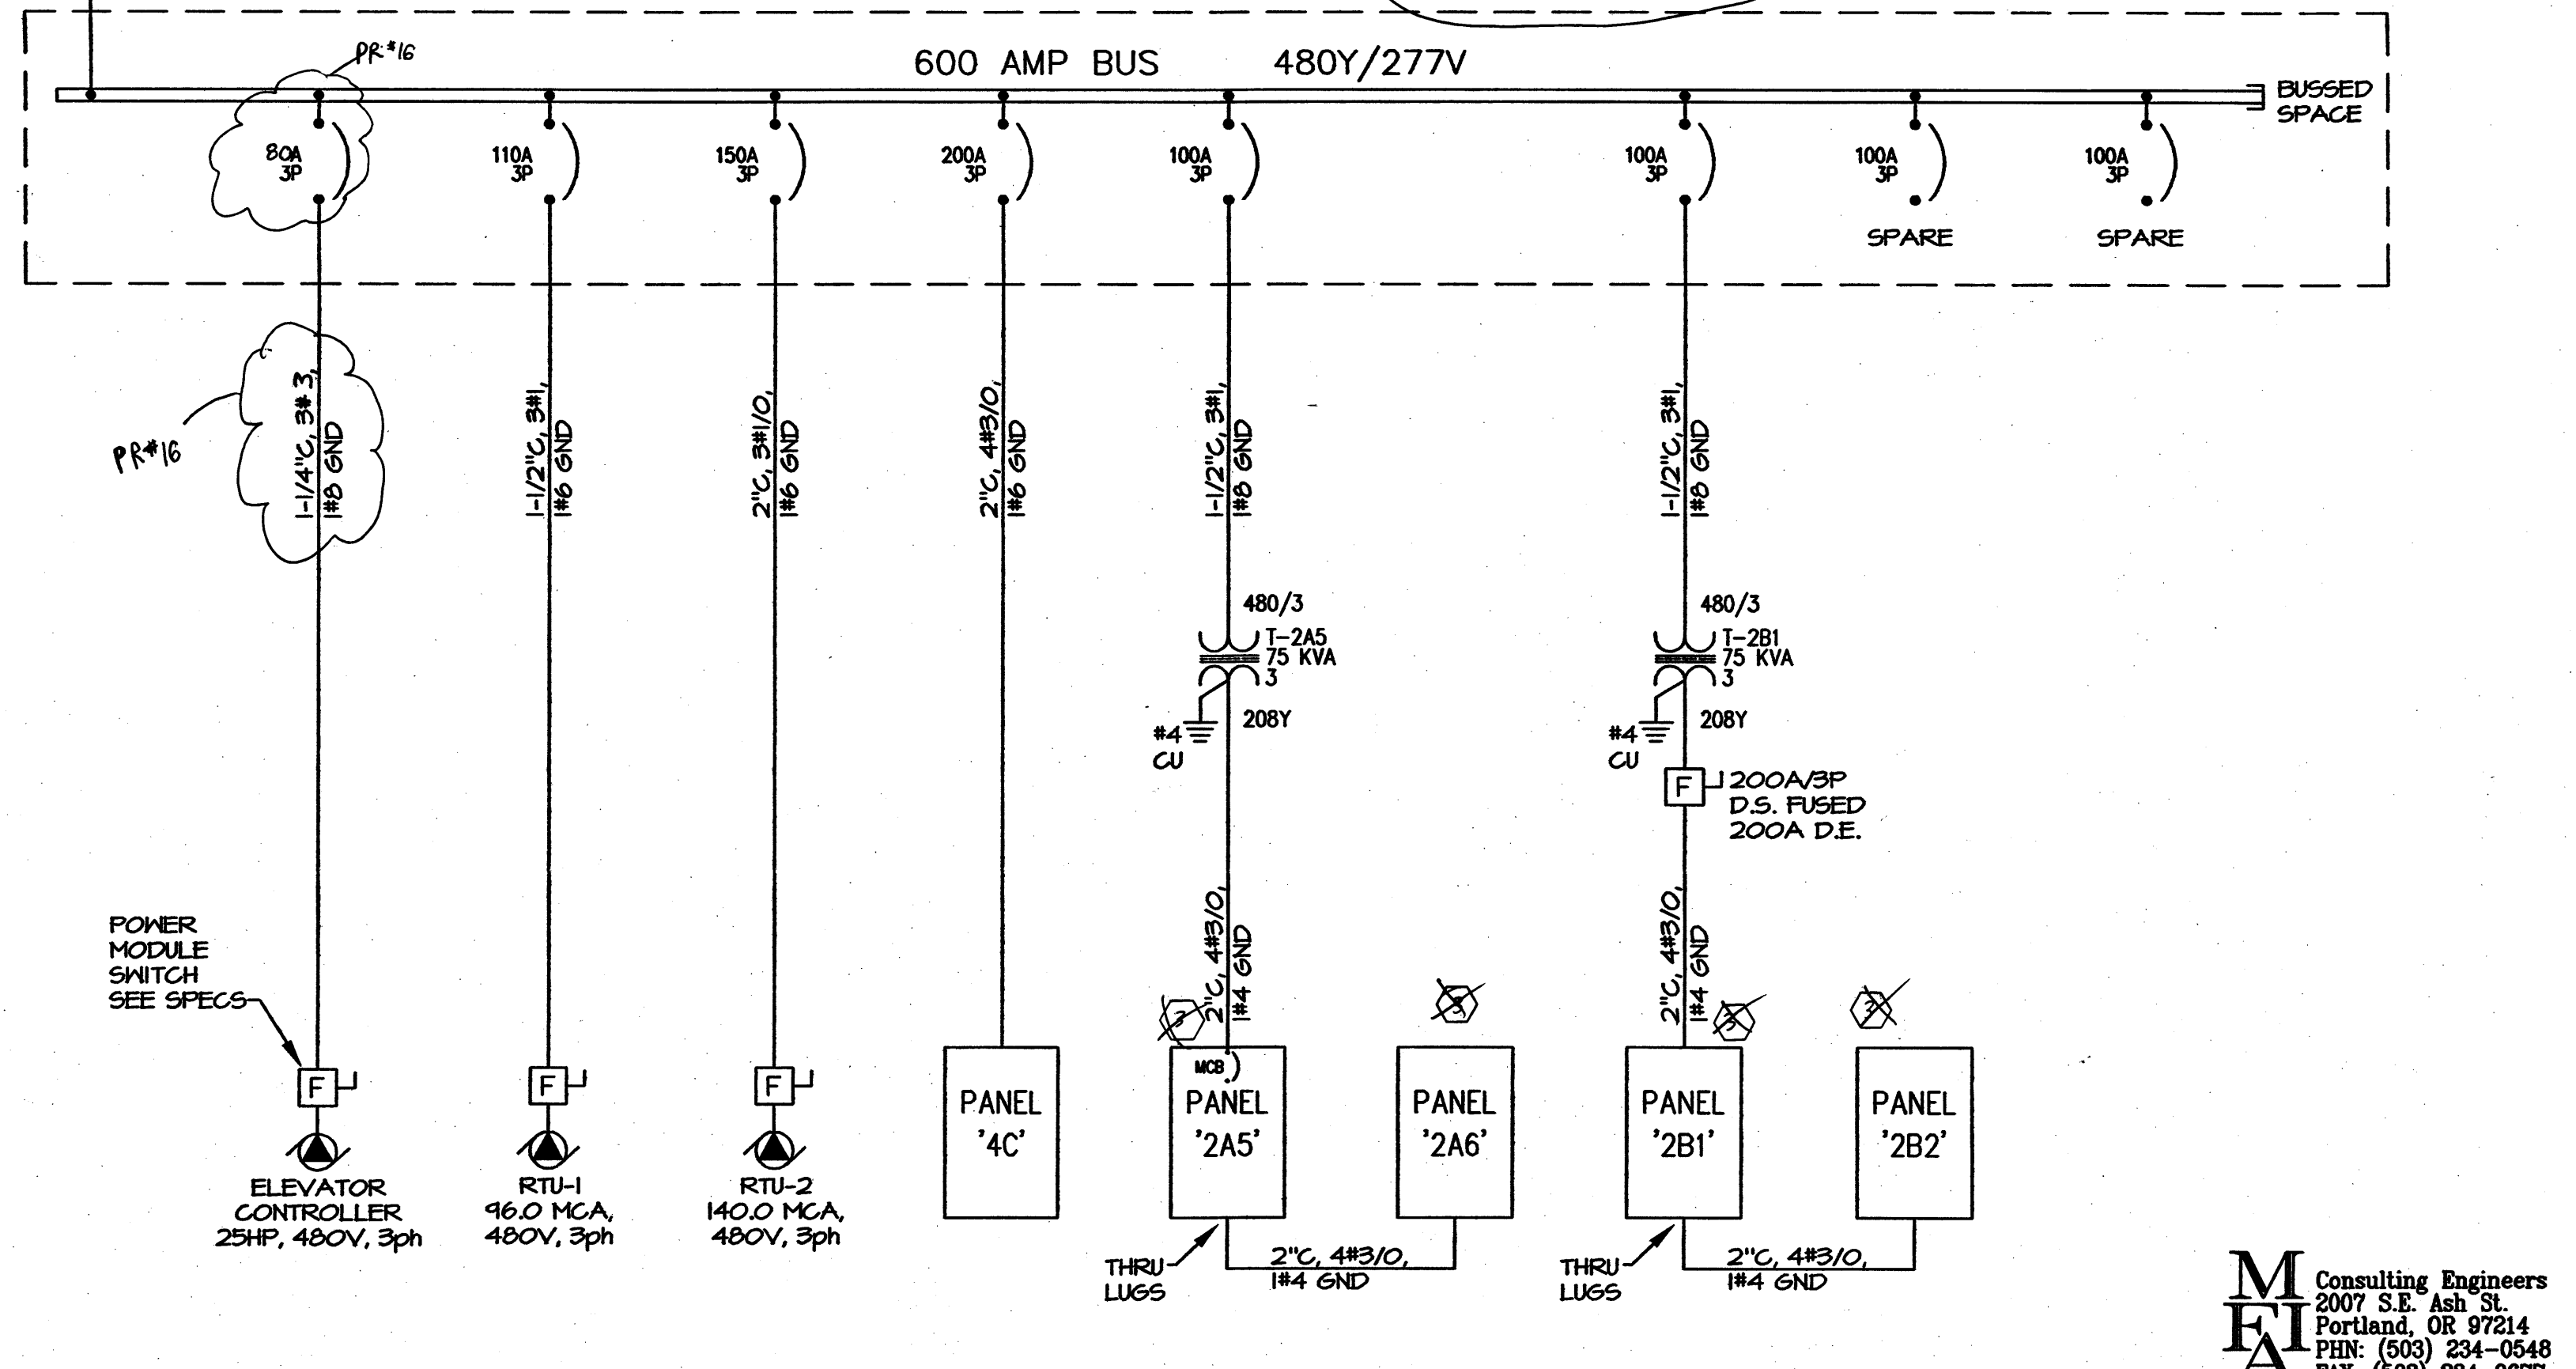 PR#16
600 AMP BUS 480Y/277V
BUSSED
SPACE
80A
3P
110A
3P
150A
3P
200A
3P
100A
3P
100A
3P
100A
3P
SPARE
100A
3P
SPARE
PR#16
1-1/4"C, 3#3,
1#8 GND
1-1/2"C, 3#1,
1#6 GND
2"C, 3#1/0,
1#6 GND
2"C, 4#3/0,
1#6 GND
1-1/2"C, 3#1,
1#8 GND
1-1/2"C, 3#1,
1#8 GND
480/3
T-2A5
75 KVA
3
208Y
#4
CU
480/3
T-2B1
75 KVA
3
208Y
#4
CU
F
200A/3P
D.S. FUSED
200A D.E.
2"C, 4#3/0,
1#4 GND
2"C, 4#3/0,
1#4 GND
POWER
MODULE
SWITCH
SEE SPECS
3
3
3
3
F
F
F
ELEVATOR
CONTROLLER
25HP, 480V, 3ph
RTU-1
96.0 MCA,
480V, 3ph
RTU-2
140.0 MCA,
480V, 3ph
PANEL
'4C'
MCB
PANEL
'2A5'
PANEL
'2A6'
PANEL
'2B1'
PANEL
'2B2'
THRU
LUGS
2"C, 4#3/0,
1#4 GND
THRU
LUGS
2"C, 4#3/0,
1#4 GND
MFIA
Consulting Engineers
2007 S.E. Ash St.
Portland, OR 97214
PHN: (503) 234-0548